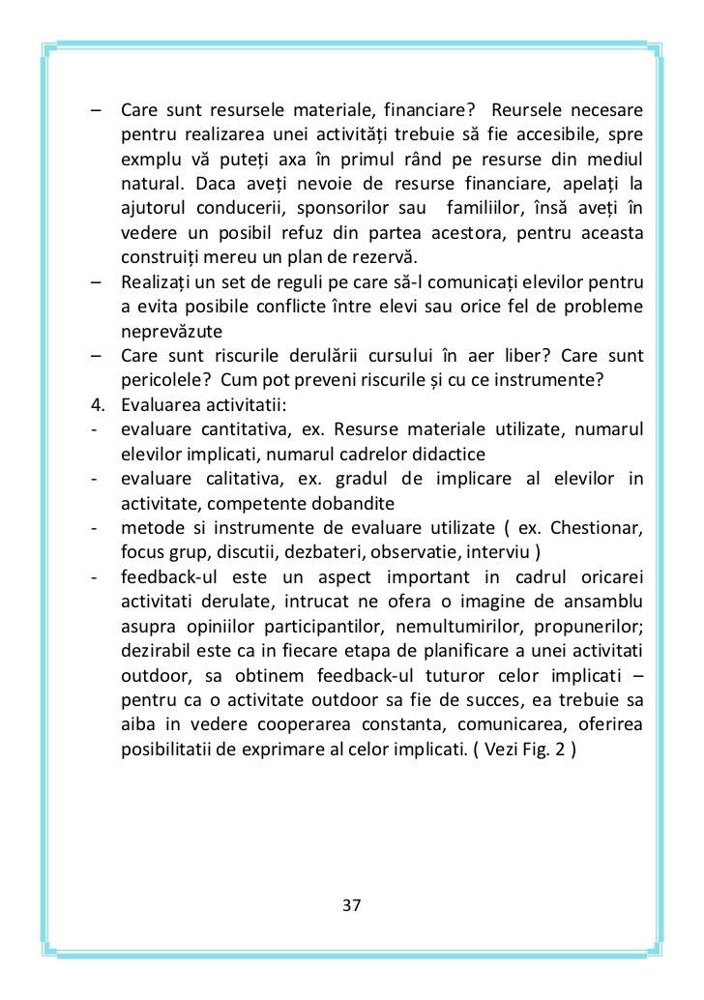 – Care sunt resursele materiale, financiare? Reursele necesare
pentru realizarea unei activități trebuie să fie accesibile, spre
exmplu vă puteți axa în primul rând pe resurse din mediul
natural. Daca aveți nevoie de resurse financiare, apelați la
ajutorul conducerii, sponsorilor sau familiilor, însă aveți în
vedere un posibil refuz din partea acestora, pentru aceasta
construiți mereu un plan de rezervă.
– Realizați un set de reguli pe care să-l comunicați elevilor pentru
a evita posibile conflicte între elevi sau orice fel de probleme
neprevăzute
– Care sunt riscurile derulării cursului în aer liber? Care sunt
pericolele? Cum pot preveni riscurile și cu ce instrumente?
4. Evaluarea activitatii:
- evaluare cantitativa, ex. Resurse materiale utilizate, numarul
elevilor implicati, numarul cadrelor didactice
- evaluare calitativa, ex. gradul de implicare al elevilor in
activitate, competente dobandite
- metode si instrumente de evaluare utilizate ( ex. Chestionar,
focus grup, discutii, dezbateri, observatie, interviu )
- feedback-ul este un aspect important in cadrul oricarei
activitati derulate, intrucat ne ofera o imagine de ansamblu
asupra opiniilor participantilor, nemultumirilor, propunerilor;
dezirabil este ca in fiecare etapa de planificare a unei activitati
outdoor, sa obtinem feedback-ul tuturor celor implicati –
pentru ca o activitate outdoor sa fie de succes, ea trebuie sa
aiba in vedere cooperarea constanta, comunicarea, oferirea
posibilitatii de exprimare al celor implicati. ( Vezi Fig. 2 )
37